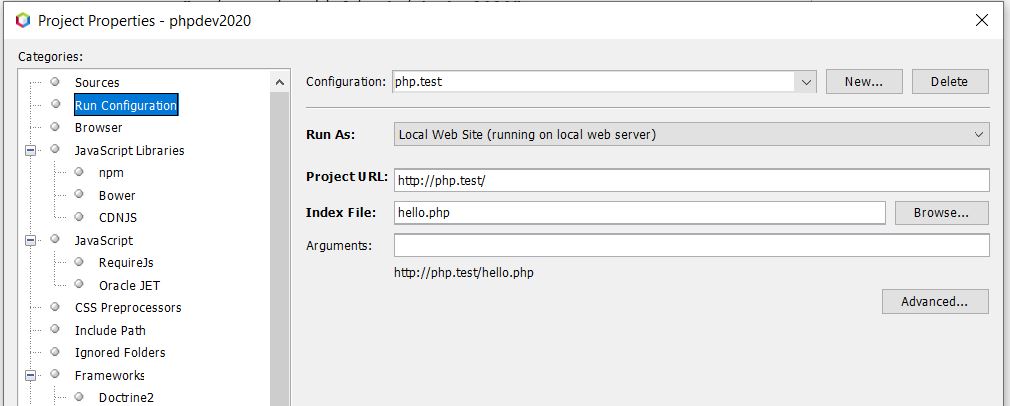 Project Properties - phpdev2020
Categories:
Sources
Run Configuration
Browser
JavaScript Libraries
npm
Bower
CDNJS
JavaScript
RequireJs
Oracle JET
CSS Preprocessors
Include Path
Ignored Folders
Frameworks
Doctrine2
Configuration: php.test New... Delete
Run As: Local Web Site (running on local web server)
Project URL: http://php.test/
Index File: hello.php Browse...
Arguments:
http://php.test/hello.php
Advanced...